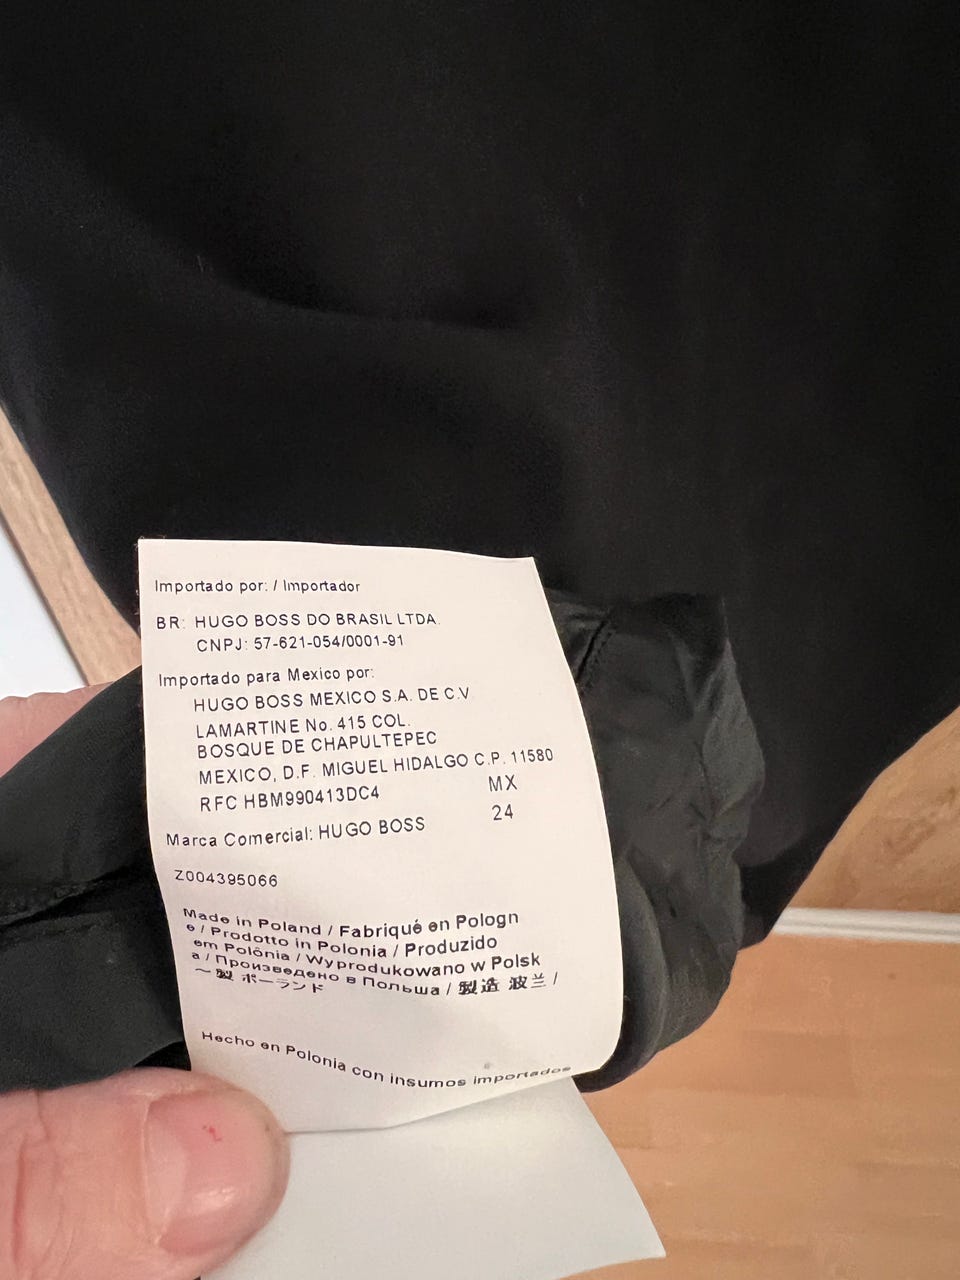 Importado por: / Importador
BR: HUGO BOSS DO BRASIL LTDA.
CNPJ: 57-621-054/0001-91
Importado para Mexico por:
HUGO BOSS MEXICO S.A. DE C.V
LAMARTINE No. 415 COL.
BOSQUE DE CHAPULTEPEC
MEXICO, D.F. MIGUEL HIDALGO C.P. 11580
RFC HBM990413DC4 MX
Marca Comercial: HUGO BOSS 24
Z004395066
Made in Poland / Fabriqué en Pologn
e / Prodotto in Polonia / Produzido
em Polônia / Wyprodukowano w Polsk
a / Произведено в Польша / 製造 波兰 /
～製 ポーランド
Hecho en Polonia con insumos importados